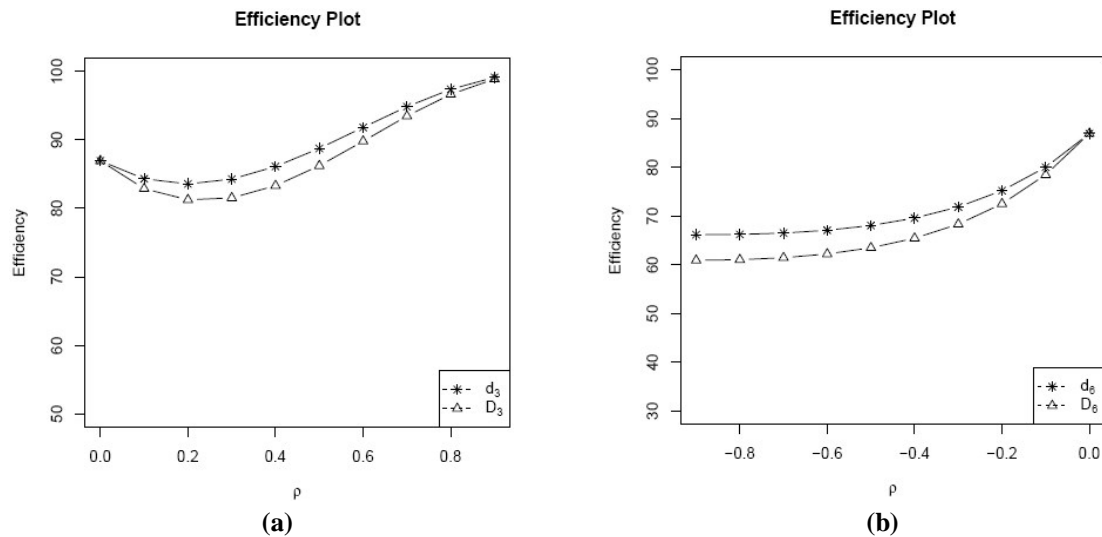 Efficiency Plot
Efficiency
100
90
80
70
60
50
0.0 0.2 0.4 0.6 0.8
ρ
d₃
D₃
(a)
Efficiency Plot
Efficiency
100
90
80
70
60
50
40
30
−0.8 −0.6 −0.4 −0.2 0.0
ρ
d₆
D₆
(b)